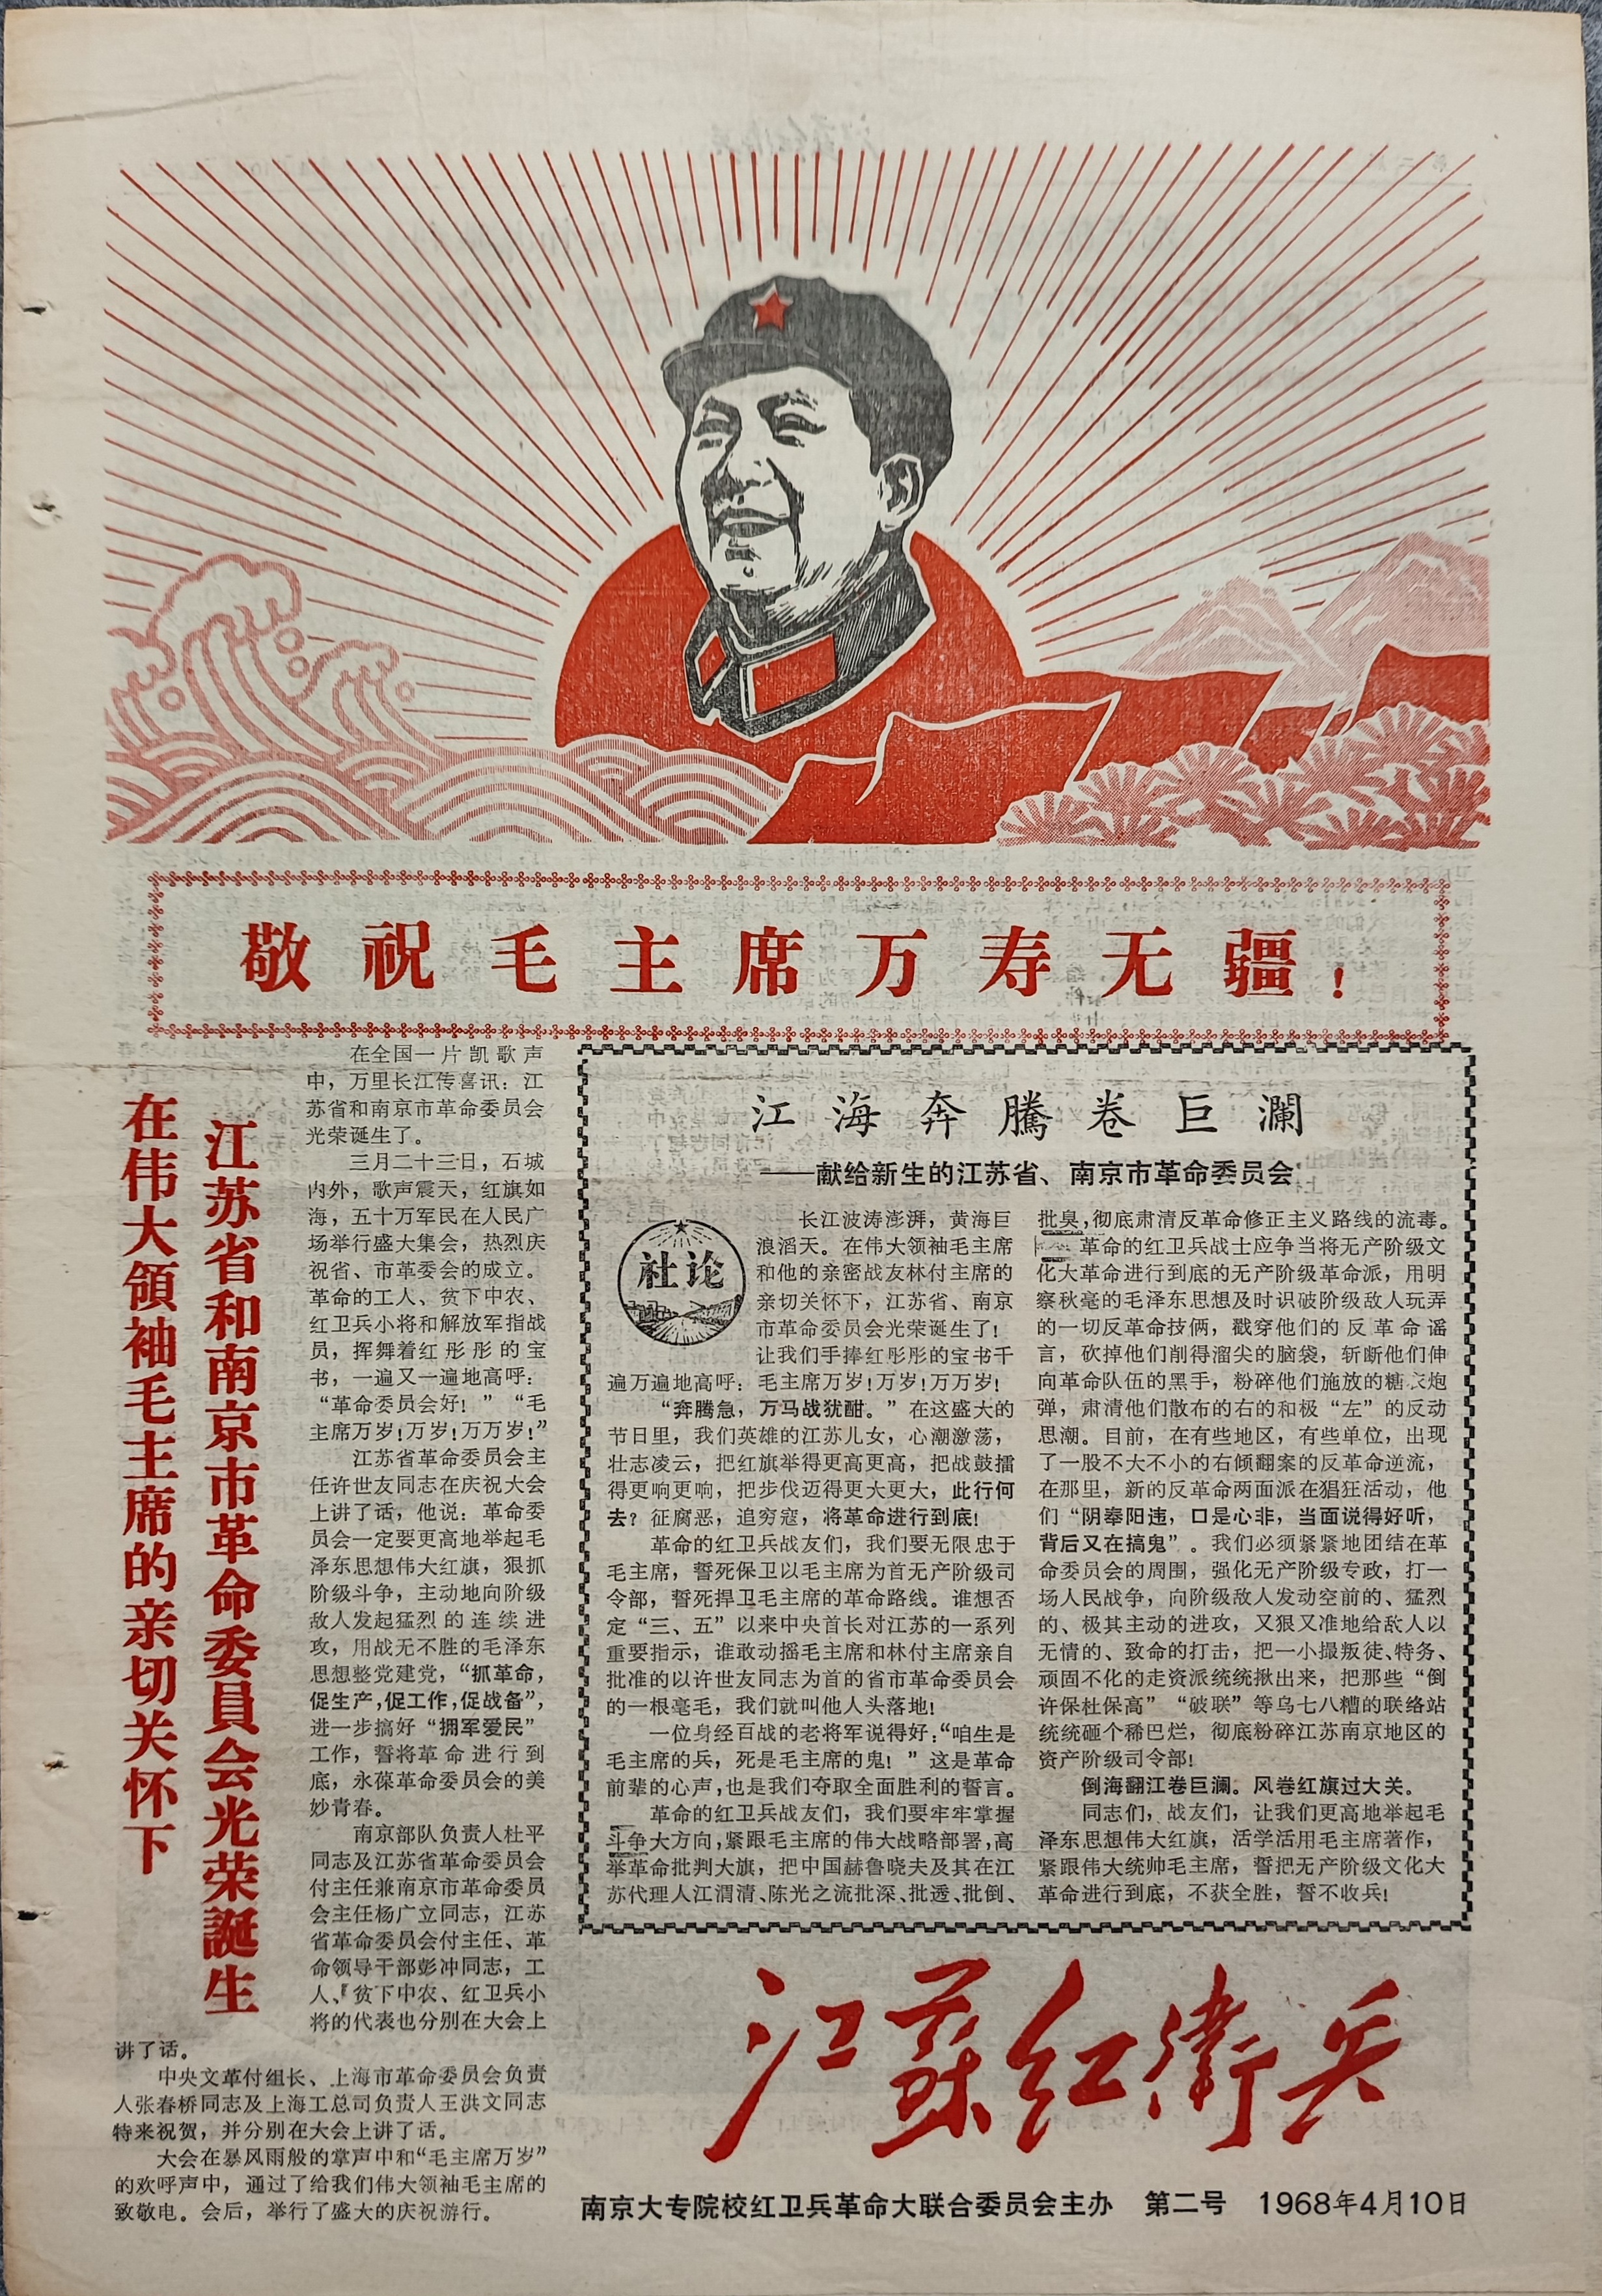 敬祝毛主席万寿无疆!
在伟大領袖毛主席的亲切关怀下
江苏省和南京市革命委員会光荣誕生
在全国一片凯歌声
中，万里长江传喜讯：江
苏省和南京市革命委员会
光荣诞生了。
三月二十三日，石城
内外，歌声震天，红旗如
海，五十万军民在人民广
场举行盛大集会，热烈庆
祝省、市革委会的成立。
革命的工人、贫下中农、
红卫兵小将和解放军指战
员，挥舞着红彤彤的宝
书，一遍又一遍地高呼：
“革命委员会好！”“毛
主席万岁!万岁!万万岁!”
江苏省革命委员会主
任许世友同志在庆祝大会
上讲了话，他说：革命委
员会一定要更高地举起毛
泽东思想伟大红旗，狠抓
阶级斗争，主动地向阶级
敌人发起猛烈的连续进
攻，用战无不胜的毛泽东
思想整党建党，“抓革命，
促生产,促工作,促战备”，
进一步搞好“拥军爱民”
工作，誓将革命进行到
底，永葆革命委员会的美
妙青春。
南京部队负责人杜平
同志及江苏省革命委员会
付主任兼南京市革命委员
会主任杨广立同志，江苏
省革命委员会付主任、革
命领导干部彭冲同志，工
人、贫下中农、红卫兵小
将的代表也分别在大会上
讲了话。
中央文革付组长、上海市革命委员会负责
人张春桥同志及上海工总司负责人王洪文同志
特来祝贺，并分别在大会上讲了话。
大会在暴风雨般的掌声中和“毛主席万岁”
的欢呼声中，通过了给我们伟大领袖毛主席的
致敬电。会后，举行了盛大的庆祝游行。
江海奔騰卷巨澜
——献给新生的江苏省、南京市革命委员会
社论
长江波涛澎湃，黄海巨
浪滔天。在伟大领袖毛主席
和他的亲密战友林付主席的
亲切关怀下，江苏省、南京
市革命委员会光荣诞生了!
让我们手捧红彤彤的宝书千
遍万遍地高呼：毛主席万岁!万岁!万万岁!
“奔腾急，万马战犹酣。”在这盛大的
节日里，我们英雄的江苏儿女，心潮激荡，
壮志凌云，把红旗举得更高更高，把战鼓擂
得更响更响，把步伐迈得更大更大，此行何
去？征腐恶，追穷寇，将革命进行到底!
革命的红卫兵战友们，我们要无限忠于
毛主席，誓死保卫以毛主席为首无产阶级司
令部，誓死捍卫毛主席的革命路线。谁想否
定“三、五”以来中央首长对江苏的一系列
重要指示，谁敢动摇毛主席和林付主席亲自
批准的以许世友同志为首的省市革命委员会
的一根毫毛，我们就叫他人头落地!
一位身经百战的老将军说得好:“咱生是
毛主席的兵，死是毛主席的鬼！”这是革命
前辈的心声,也是我们夺取全面胜利的誓言。
革命的红卫兵战友们，我们要牢牢掌握
斗争大方向,紧跟毛主席的伟大战略部署,高
举革命批判大旗，把中国赫鲁晓夫及其在江
苏代理人江渭清、陈光之流批深、批透、批倒、
批臭,彻底肃清反革命修正主义路线的流毒。
革命的红卫兵战士应争当将无产阶级文
化大革命进行到底的无产阶级革命派，用明
察秋毫的毛泽东思想及时识破阶级敌人玩弄
的一切反革命技俩，戳穿他们的反革命谣
言，砍掉他们削得溜尖的脑袋，斩断他们伸
向革命队伍的黑手，粉碎他们施放的糖衣炮
弹，肃清他们散布的右的和极“左”的反动
思潮。目前，在有些地区，有些单位，出现
了一股不大不小的右倾翻案的反革命逆流，
在那里，新的反革命两面派在猖狂活动，他
们“阴奉阳违，口是心非，当面说得好听，
背后又在搞鬼”。我们必须紧紧地团结在革
命委员会的周围，强化无产阶级专政，打一
场人民战争，向阶级敌人发动空前的、猛烈
的、极其主动的进攻，又狠又准地给敌人以
无情的、致命的打击，把一小撮叛徒、特务、
顽固不化的走资派统统揪出来，把那些“倒
许保杜保高”“破联”等乌七八糟的联络站
统统砸个稀巴烂，彻底粉碎江苏南京地区的
资产阶级司令部!
倒海翻江卷巨澜。风卷红旗过大关。
同志们，战友们，让我们更高地举起毛
泽东思想伟大红旗，活学活用毛主席著作，
紧跟伟大统帅毛主席，誓把无产阶级文化大
革命进行到底，不获全胜，誓不收兵!
江蘇红衛兵
南京大专院校红卫兵革命大联合委员会主办 第二号 1968年4月10日